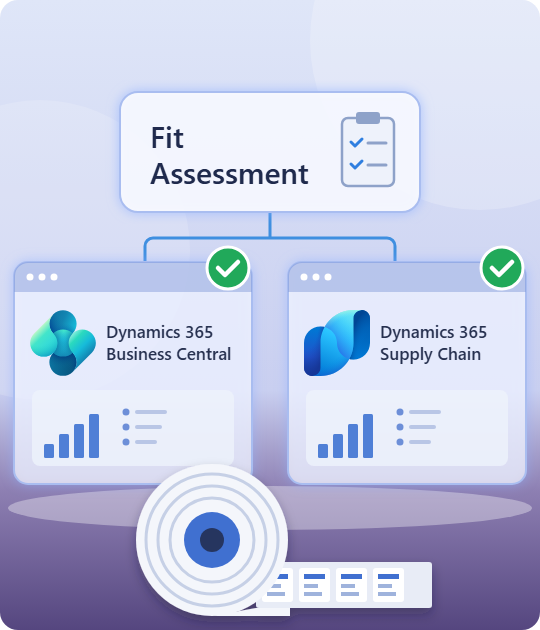 Fit
Assessment
Dynamics 365
Business Central
Dynamics 365
Supply Chain